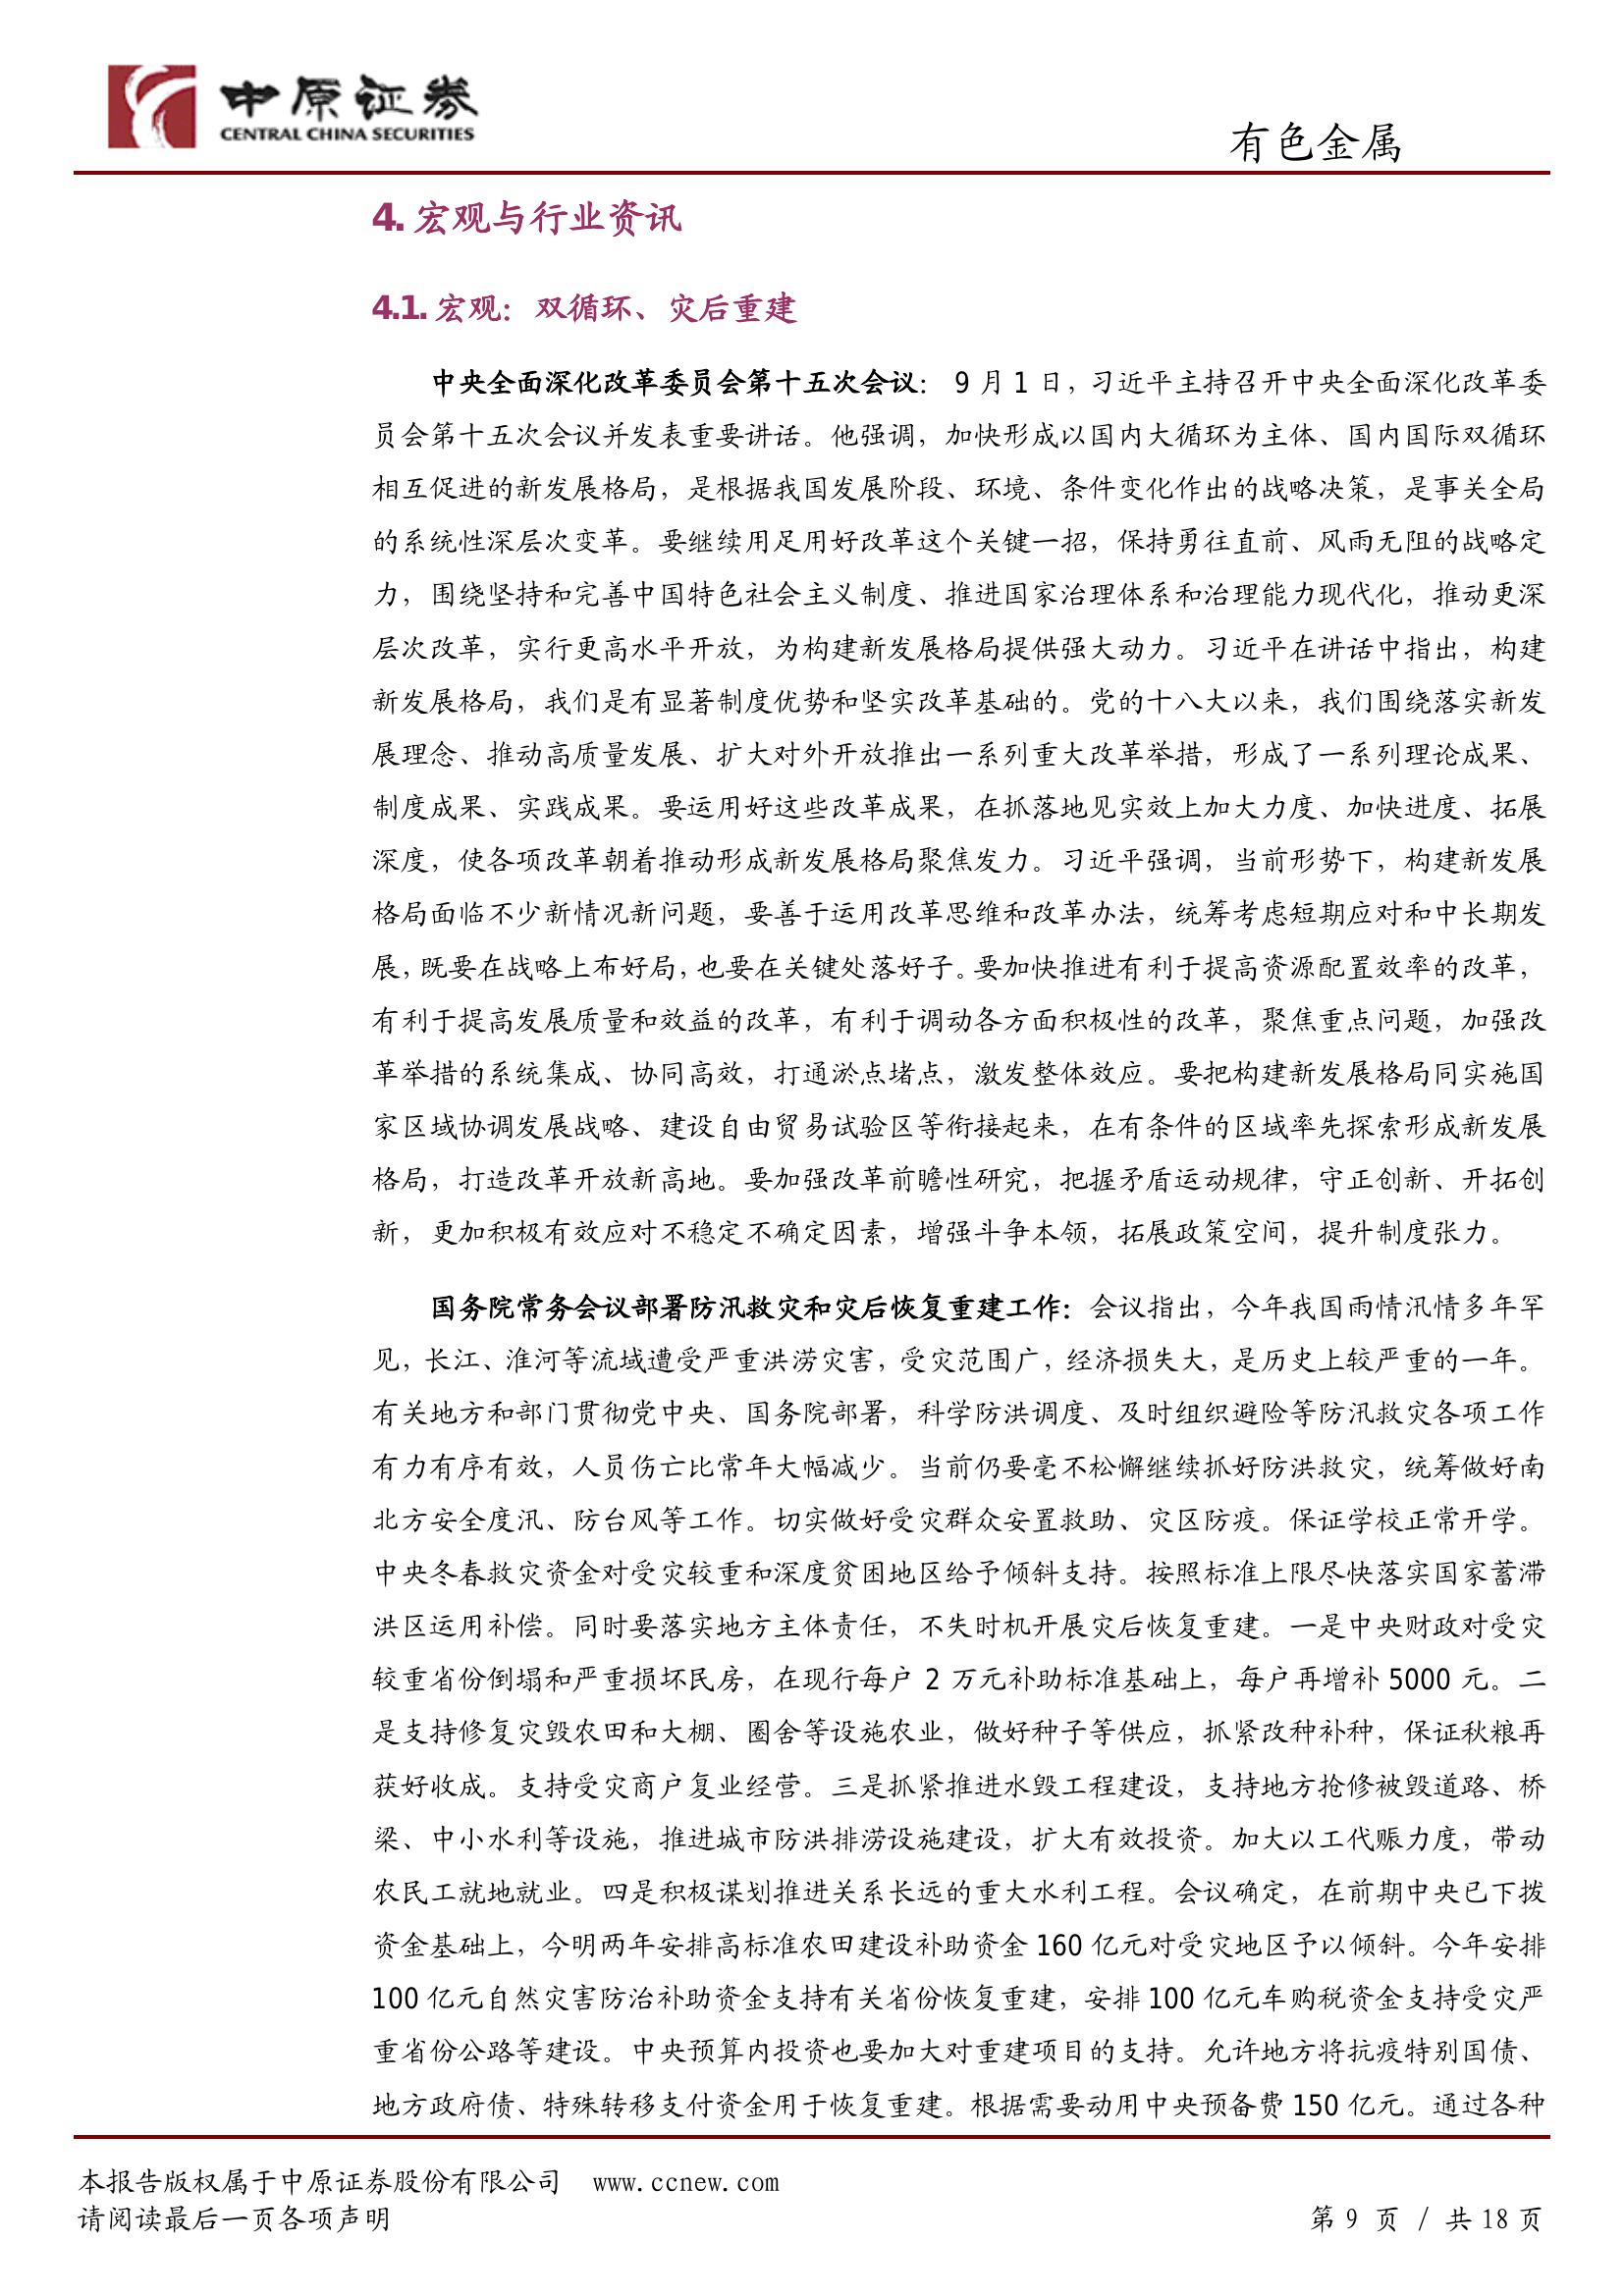 中原证券
CENTRAL CHINA SECURITIES
有色金属
4. 宏观与行业资讯
4.1. 宏观：双循环、灾后重建
中央全面深化改革委员会第十五次会议： 9 月 1 日，习近平主持召开中央全面深化改革委
员会第十五次会议并发表重要讲话。他强调，加快形成以国内大循环为主体、国内国际双循环
相互促进的新发展格局，是根据我国发展阶段、环境、条件变化作出的战略决策，是事关全局
的系统性深层次变革。要继续用足用好改革这个关键一招，保持勇往直前、风雨无阻的战略定
力，围绕坚持和完善中国特色社会主义制度、推进国家治理体系和治理能力现代化，推动更深
层次改革，实行更高水平开放，为构建新发展格局提供强大动力。习近平在讲话中指出，构建
新发展格局，我们是有显著制度优势和坚实改革基础的。党的十八大以来，我们围绕落实新发
展理念、推动高质量发展、扩大对外开放推出一系列重大改革举措，形成了一系列理论成果、
制度成果、实践成果。要运用好这些改革成果，在抓落地见实效上加大力度、加快进度、拓展
深度，使各项改革朝着推动形成新发展格局聚焦发力。习近平强调，当前形势下，构建新发展
格局面临不少新情况新问题，要善于运用改革思维和改革办法，统筹考虑短期应对和中长期发
展，既要在战略上布好局，也要在关键处落好子。要加快推进有利于提高资源配置效率的改革，
有利于提高发展质量和效益的改革，有利于调动各方面积极性的改革，聚焦重点问题，加强改
革举措的系统集成、协同高效，打通淤点堵点，激发整体效应。要把构建新发展格局同实施国
家区域协调发展战略、建设自由贸易试验区等衔接起来，在有条件的区域率先探索形成新发展
格局，打造改革开放新高地。要加强改革前瞻性研究，把握矛盾运动规律，守正创新、开拓创
新，更加积极有效应对不稳定不确定因素，增强斗争本领，拓展政策空间，提升制度张力。
国务院常务会议部署防汛救灾和灾后恢复重建工作：会议指出，今年我国雨情汛情多年罕
见，长江、淮河等流域遭受严重洪涝灾害，受灾范围广，经济损失大，是历史上较严重的一年。
有关地方和部门贯彻党中央、国务院部署，科学防洪调度、及时组织避险等防汛救灾各项工作
有力有序有效，人员伤亡比常年大幅减少。当前仍要毫不松懈继续抓好防洪救灾，统筹做好南
北方安全度汛、防台风等工作。切实做好受灾群众安置救助、灾区防疫。保证学校正常开学。
中央冬春救灾资金对受灾较重和深度贫困地区给予倾斜支持。按照标准上限尽快落实国家蓄滞
洪区运用补偿。同时要落实地方主体责任，不失时机开展灾后恢复重建。一是中央财政对受灾
较重省份倒塌和严重损坏民房，在现行每户 2 万元补助标准基础上，每户再增补 5000 元。二
是支持修复灾毁农田和大棚、圈舍等设施农业，做好种子等供应，抓紧改种补种，保证秋粮再
获好收成。支持受灾商户复业经营。三是抓紧推进水毁工程建设，支持地方抢修被毁道路、桥
梁、中小水利等设施，推进城市防洪排涝设施建设，扩大有效投资。加大以工代赈力度，带动
农民工就地就业。四是积极谋划推进关系长远的重大水利工程。会议确定，在前期中央已下拨
资金基础上，今明两年安排高标准农田建设补助资金 160 亿元对受灾地区予以倾斜。今年安排
100 亿元自然灾害防治补助资金支持有关省份恢复重建，安排 100 亿元车购税资金支持受灾严
重省份公路等建设。中央预算内投资也要加大对重建项目的支持。允许地方将抗疫特别国债、
地方政府债、特殊转移支付资金用于恢复重建。根据需要动用中央预备费 150 亿元。通过各种
本报告版权属于中原证券股份有限公司 www.ccnew.com
请阅读最后一页各项声明
第 9 页 / 共 18 页